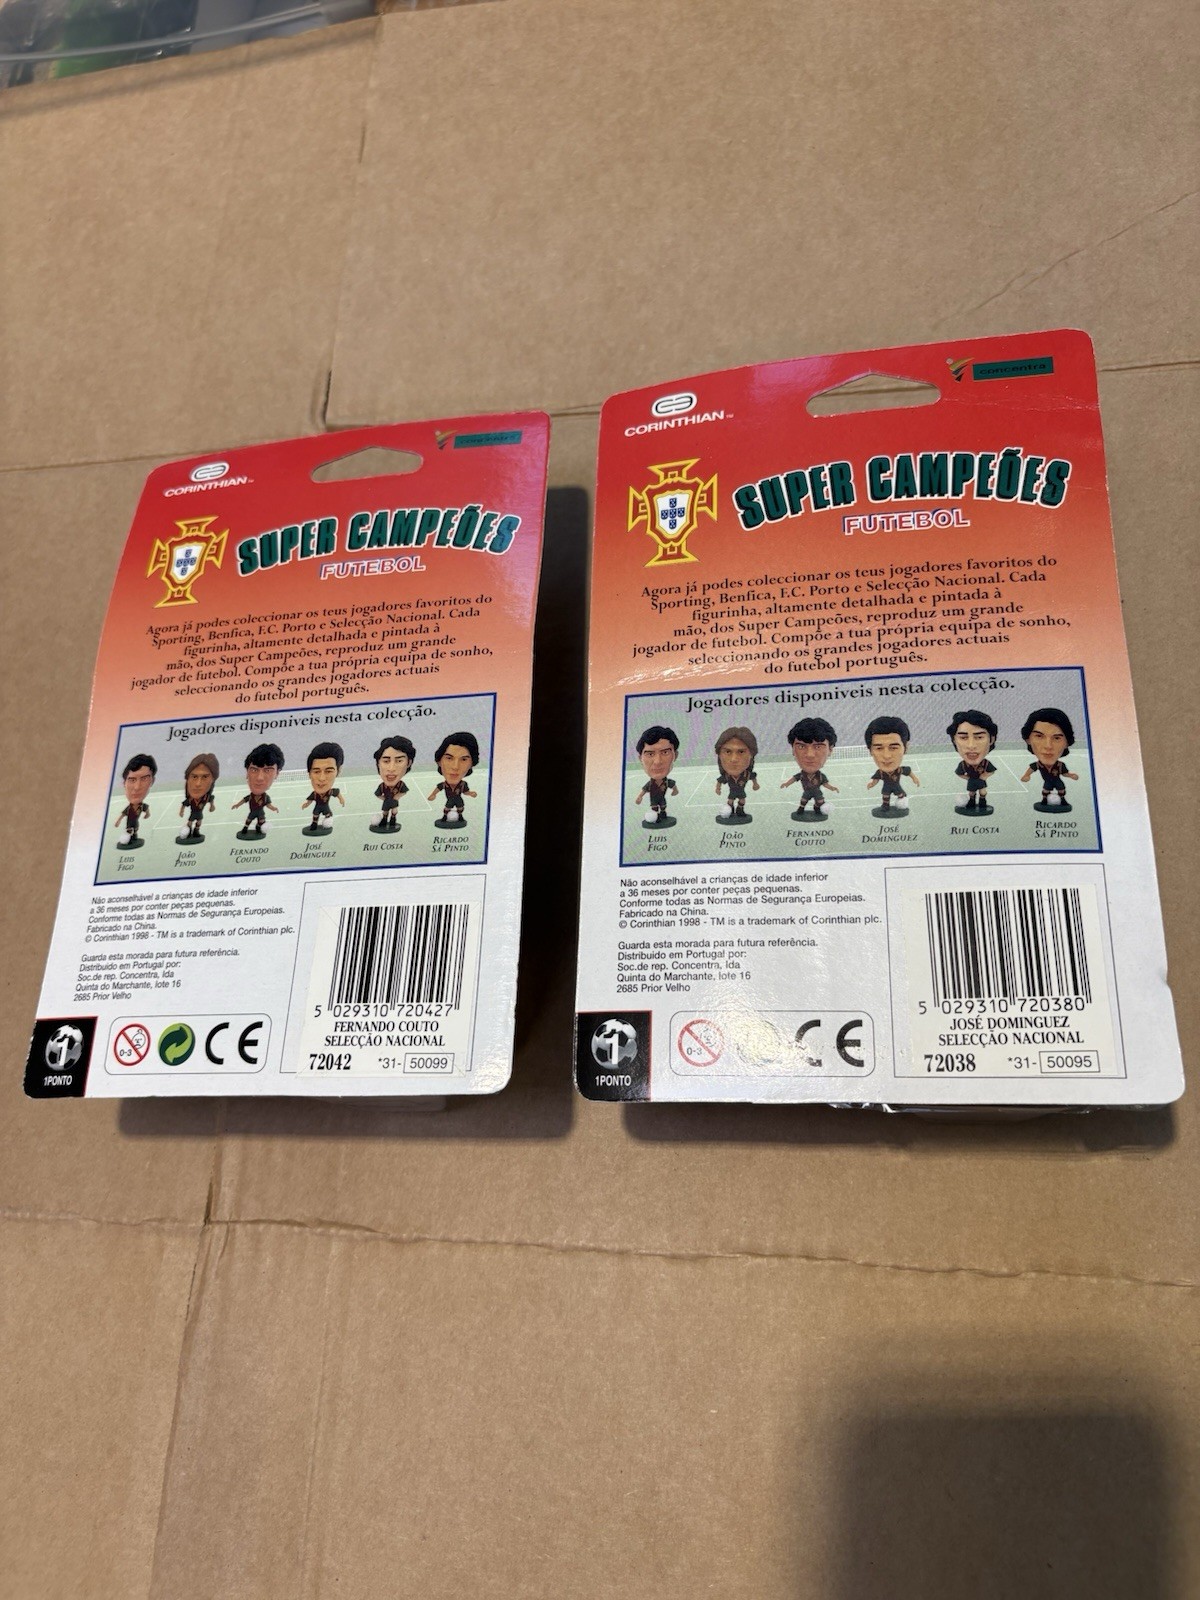 CORINTHIAN™
SUPER CAMPEÕES
FUTEBOL
Agora já podes coleccionar os teus jogadores favoritos do
Sporting, Benfica, F.C. Porto e Selecção Nacional. Cada
figurinha, altamente detalhada e pintada à
mão, dos Super Campeões, reproduz um grande
jogador de futebol. Compõe a tua própria equipa de sonho,
seleccionando os grandes jogadores actuais
do futebol português.
Jogadores disponiveis nesta colecção.
LUIS
FIGO
JOÃO
PINTO
FERNANDO
COUTO
JOSÉ
DOMINGUEZ
RUI COSTA
RICARDO
SÁ PINTO
Não aconselhável a crianças de idade inferior
a 36 meses por conter peças pequenas.
Conforme todas as Normas de Segurança Europeias.
Fabricado na China.
© Corinthian 1998 - TM is a trademark of Corinthian plc.
Guarda esta morada para futura referência.
Distribuido em Portugal por:
Soc.de rep. Concentra, lda
Quinta do Marchante, lote 16
2685 Prior Velho
1
1PONTO
0-3
CE
5 029310 720427
FERNANDO COUTO
SELECÇÃO NACIONAL
72042 *31- 50099
CORINTHIAN™
concentra
SUPER CAMPEÕES
FUTEBOL
Agora já podes coleccionar os teus jogadores favoritos do
Sporting, Benfica, F.C. Porto e Selecção Nacional. Cada
figurinha, altamente detalhada e pintada à
mão, dos Super Campeões, reproduz um grande
jogador de futebol. Compõe a tua própria equipa de sonho,
seleccionando os grandes jogadores actuais
do futebol português.
Jogadores disponiveis nesta colecção.
LUIS
FIGO
JOÃO
PINTO
FERNANDO
COUTO
JOSÉ
DOMINGUEZ
RUI COSTA
RICARDO
SÁ PINTO
Não aconselhável a crianças de idade inferior
a 36 meses por conter peças pequenas.
Conforme todas as Normas de Segurança Europeias.
Fabricado na China.
© Corinthian 1998 - TM is a trademark of Corinthian plc.
Guarda esta morada para futura referência.
Distribuido em Portugal por:
Soc.de rep. Concentra, lda
Quinta do Marchante, lote 16
2685 Prior Velho
1
1PONTO
0-3
CE
5 029310 720380
JOSÉ DOMINGUEZ
SELECÇÃO NACIONAL
72038 *31- 50095